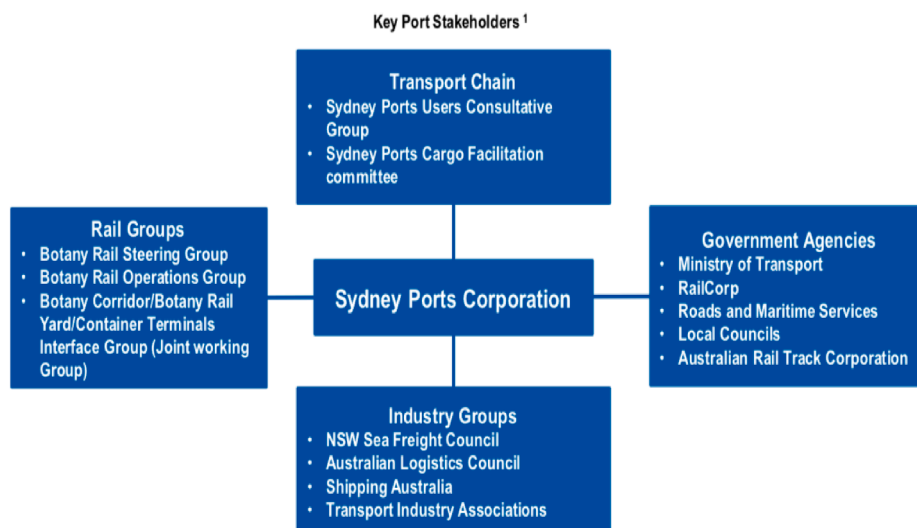 Key Port Stakeholders ¹
Transport Chain
• Sydney Ports Users Consultative
Group
• Sydney Ports Cargo Facilitation
committee
Rail Groups
• Botany Rail Steering Group
• Botany Rail Operations Group
• Botany Corridor/Botany Rail
Yard/Container Terminals
Interface Group (Joint working
Group)
Sydney Ports Corporation
Government Agencies
• Ministry of Transport
• RailCorp
• Roads and Maritime Services
• Local Councils
• Australian Rail Track Corporation
Industry Groups
• NSW Sea Freight Council
• Australian Logistics Council
• Shipping Australia
• Transport Industry Associations